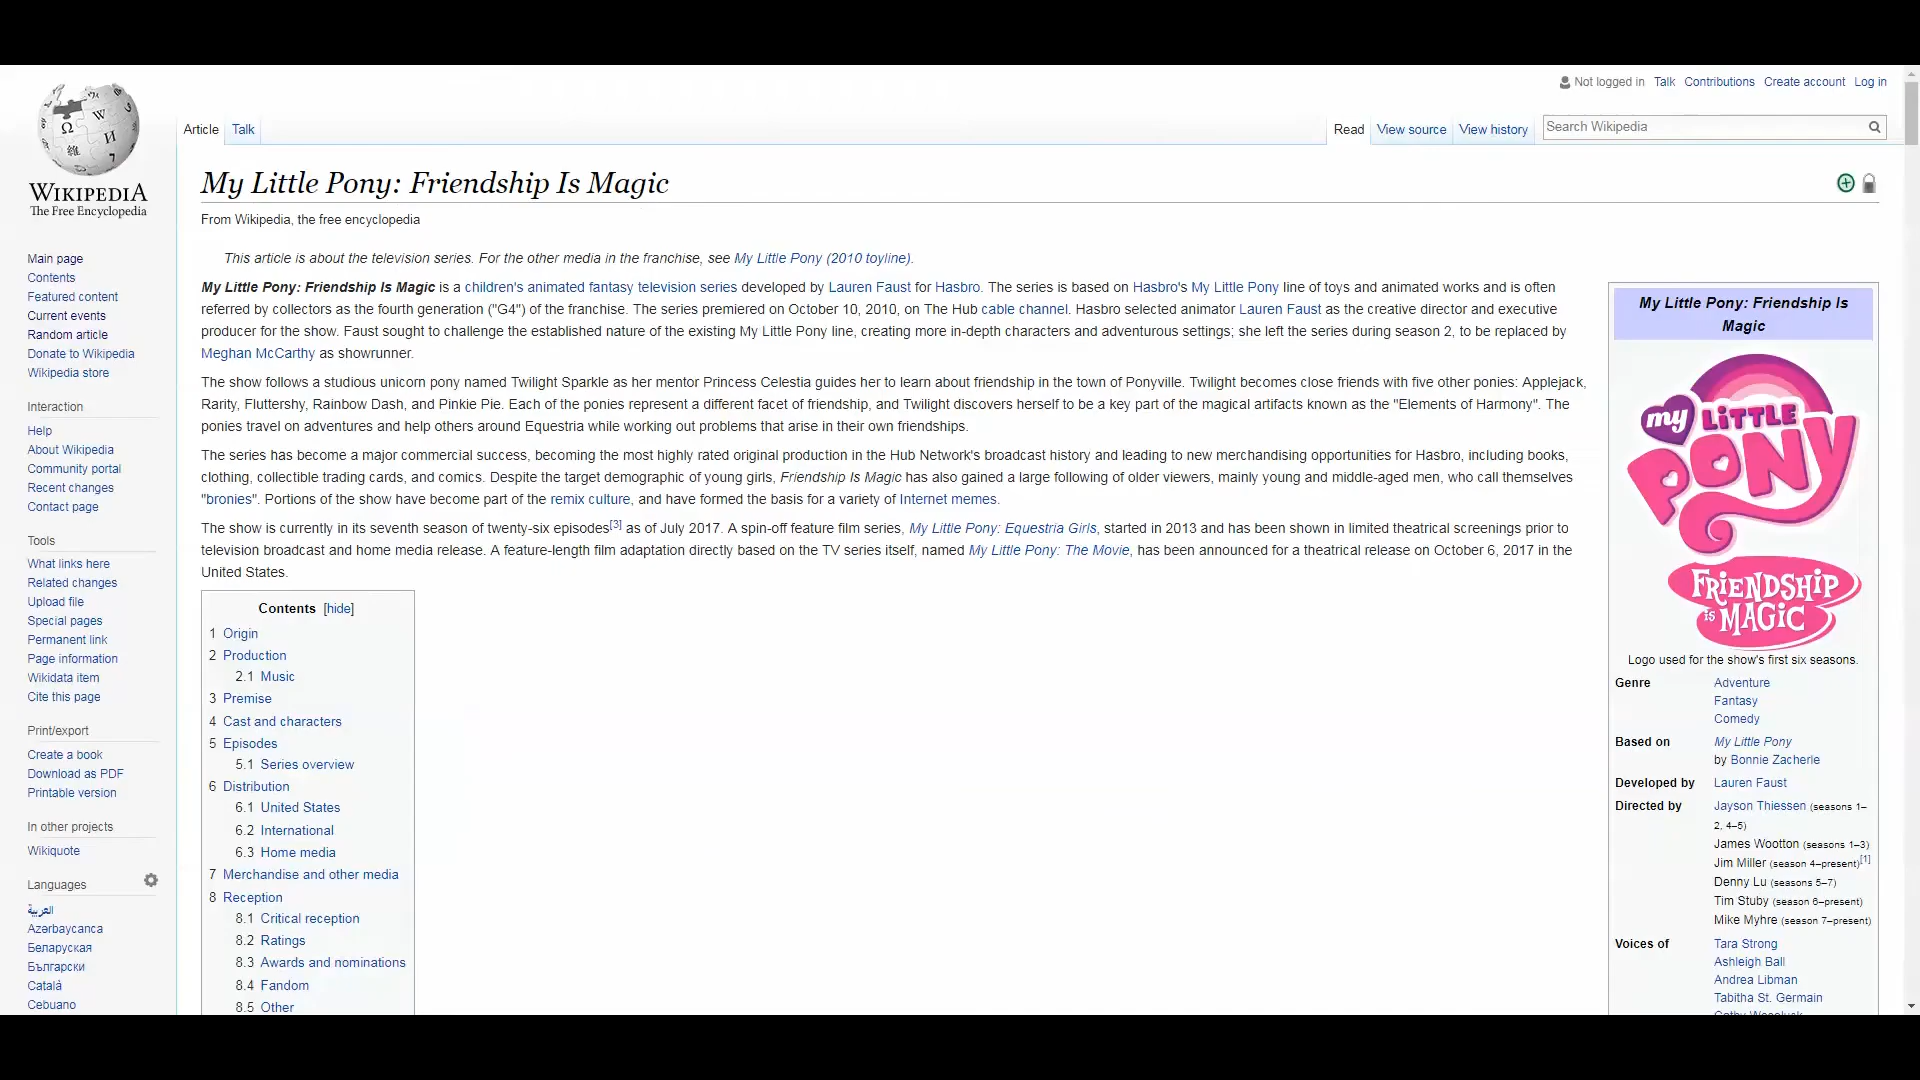 Not logged in Talk Contributions Create account Log in
Article Talk Read View source View history Search Wikipedia
WIKIPEDIA
The Free Encyclopedia
My Little Pony: Friendship Is Magic
From Wikipedia, the free encyclopedia
This article is about the television series. For the other media in the franchise, see My Little Pony (2010 toyline).
My Little Pony: Friendship Is Magic is a children's animated fantasy television series developed by Lauren Faust for Hasbro. The series is based on Hasbro's My Little Pony line of toys and animated works and is often
referred by collectors as the fourth generation ("G4") of the franchise. The series premiered on October 10, 2010, on The Hub cable channel. Hasbro selected animator Lauren Faust as the creative director and executive
producer for the show. Faust sought to challenge the established nature of the existing My Little Pony line, creating more in-depth characters and adventurous settings; she left the series during season 2, to be replaced by
Meghan McCarthy as showrunner.
The show follows a studious unicorn pony named Twilight Sparkle as her mentor Princess Celestia guides her to learn about friendship in the town of Ponyville. Twilight becomes close friends with five other ponies: Applejack,
Rarity, Fluttershy, Rainbow Dash, and Pinkie Pie. Each of the ponies represent a different facet of friendship, and Twilight discovers herself to be a key part of the magical artifacts known as the "Elements of Harmony". The
ponies travel on adventures and help others around Equestria while working out problems that arise in their own friendships.
The series has become a major commercial success, becoming the most highly rated original production in the Hub Network's broadcast history and leading to new merchandising opportunities for Hasbro, including books,
clothing, collectible trading cards, and comics. Despite the target demographic of young girls, Friendship Is Magic has also gained a large following of older viewers, mainly young and middle-aged men, who call themselves
"bronies". Portions of the show have become part of the remix culture, and have formed the basis for a variety of Internet memes.
The show is currently in its seventh season of twenty-six episodes[3] as of July 2017. A spin-off feature film series, My Little Pony: Equestria Girls, started in 2013 and has been shown in limited theatrical screenings prior to
television broadcast and home media release. A feature-length film adaptation directly based on the TV series itself, named My Little Pony: The Movie, has been announced for a theatrical release on October 6, 2017 in the
United States.
Contents [hide]
1 Origin
2 Production
2.1 Music
3 Premise
4 Cast and characters
5 Episodes
5.1 Series overview
6 Distribution
6.1 United States
6.2 International
6.3 Home media
7 Merchandise and other media
8 Reception
8.1 Critical reception
8.2 Ratings
8.3 Awards and nominations
8.4 Fandom
8.5 Other
Main page
Contents
Featured content
Current events
Random article
Donate to Wikipedia
Wikipedia store
Interaction
Help
About Wikipedia
Community portal
Recent changes
Contact page
Tools
What links here
Related changes
Upload file
Special pages
Permanent link
Page information
Wikidata item
Cite this page
Print/export
Create a book
Download as PDF
Printable version
In other projects
Wikiquote
Languages
العربية
Azərbaycanca
Беларуская
Български
Català
Cebuano
My Little Pony: Friendship Is
Magic
my LiTTLE
PONY
FRiENDSHiP
iS MAGiC
Logo used for the show's first six seasons.
Genre Adventure
Fantasy
Comedy
Based on My Little Pony
by Bonnie Zacherle
Developed by Lauren Faust
Directed by Jayson Thiessen (seasons 1–
2, 4–5)
James Wootton (seasons 1–3)
Jim Miller (season 4–present)[1]
Denny Lu (seasons 5–7)
Tim Stuby (season 6–present)
Mike Myhre (season 7–present)
Voices of Tara Strong
Ashleigh Ball
Andrea Libman
Tabitha St. Germain